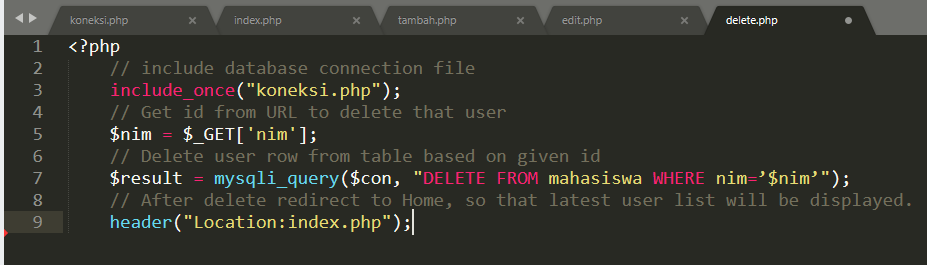 koneksi.php × index.php × tambah.php × edit.php × delete.php
1 <?php
2 // include database connection file
3 include_once("koneksi.php");
4 // Get id from URL to delete that user
5 $nim = $_GET['nim'];
6 // Delete user row from table based on given id
7 $result = mysqli_query($con, "DELETE FROM mahasiswa WHERE nim=’$nim’");
8 // After delete redirect to Home, so that latest user list will be displayed.
9 header("Location:index.php");